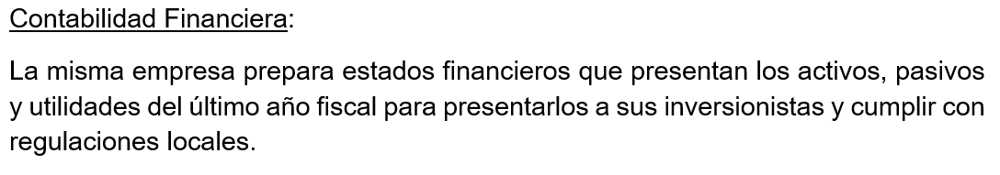 Contabilidad Financiera:
La misma empresa prepara estados financieros que presentan los activos, pasivos
y utilidades del último año fiscal para presentarlos a sus inversionistas y cumplir con
regulaciones locales.